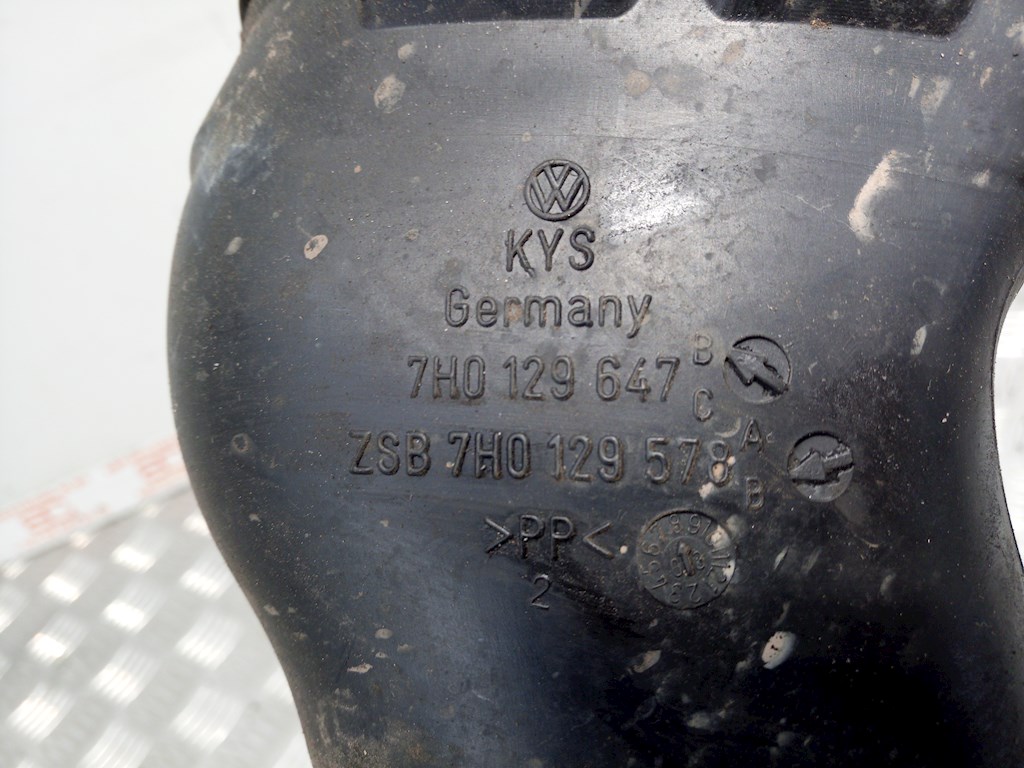 KYS
Germany
7H0 129 647 B C
ZSB 7H0 129 578 A B
>PP<
2